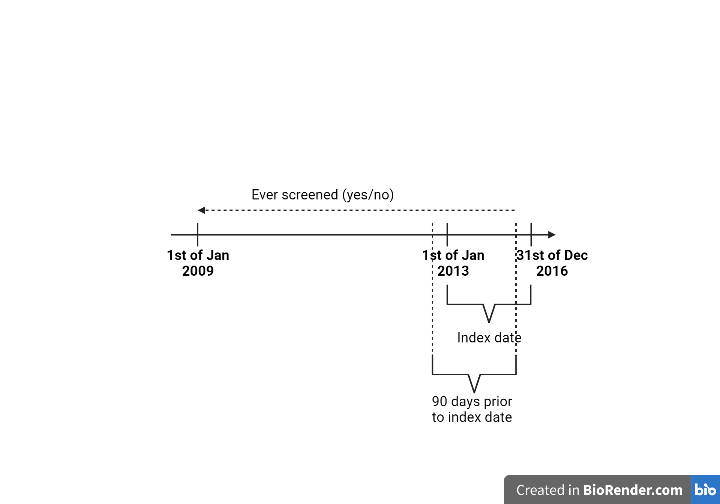 Ever screened (yes/no)
1st of Jan
2009
1st of Jan
2013
31st of Dec
2016
Index date
90 days prior
to index date
Created in BioRender.com bio